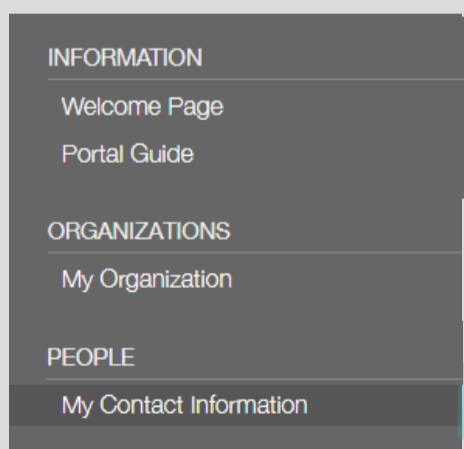 INFORMATION
Welcome Page
Portal Guide
ORGANIZATIONS
My Organization
PEOPLE
My Contact Information